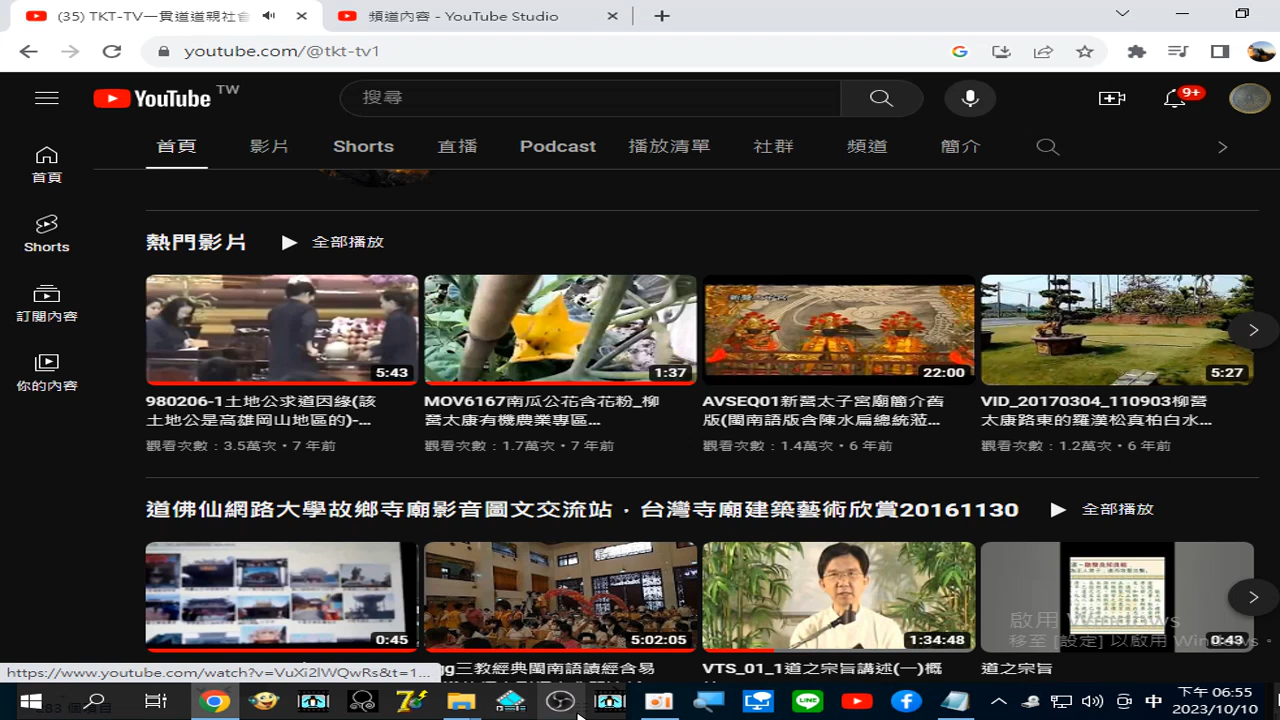 (35) TKT-TV一貫道道親社會
頻道內容 - YouTube Studio
youtube.com/@tkt-tv1
YouTube TW
搜尋
9+
首頁 影片 Shorts 直播 Podcast 播放清單 社群 頻道 簡介
首頁
Shorts
訂閱內容
你的內容
熱門影片 全部播放
5:43
1:37
22:00
5:27
980206-1土地公求道因緣(該
土地公是高雄岡山地區的)-...
觀看次數：3.5萬次・7 年前
MOV6167南瓜公花含花粉_柳
營太康有機農業專區...
觀看次數：1.7萬次・7 年前
AVSEQ01新營太子宮廟簡介舊
版(閩南語版含陳水扁總統蒞...
觀看次數：1.4萬次・6 年前
VID_20170304_110903柳營
太康路東的羅漢松真柏白水...
觀看次數：1.2萬次・6 年前
道佛仙網路大學故鄉寺廟影音圖文交流站．台灣寺廟建築藝術欣賞20161130 全部播放
0:45
5:02:05
1:34:48
0:43
啟用 Windows
移至 [設定] 以啟用 Windows。
gg三教經典閩南語讀經含易
VTS_01_1道之宗旨講述(一)概
道之宗旨
https://www.youtube.com/watch?v=VuXi2lWQwRs&t=1...
中
下午 06:55
2023/10/10